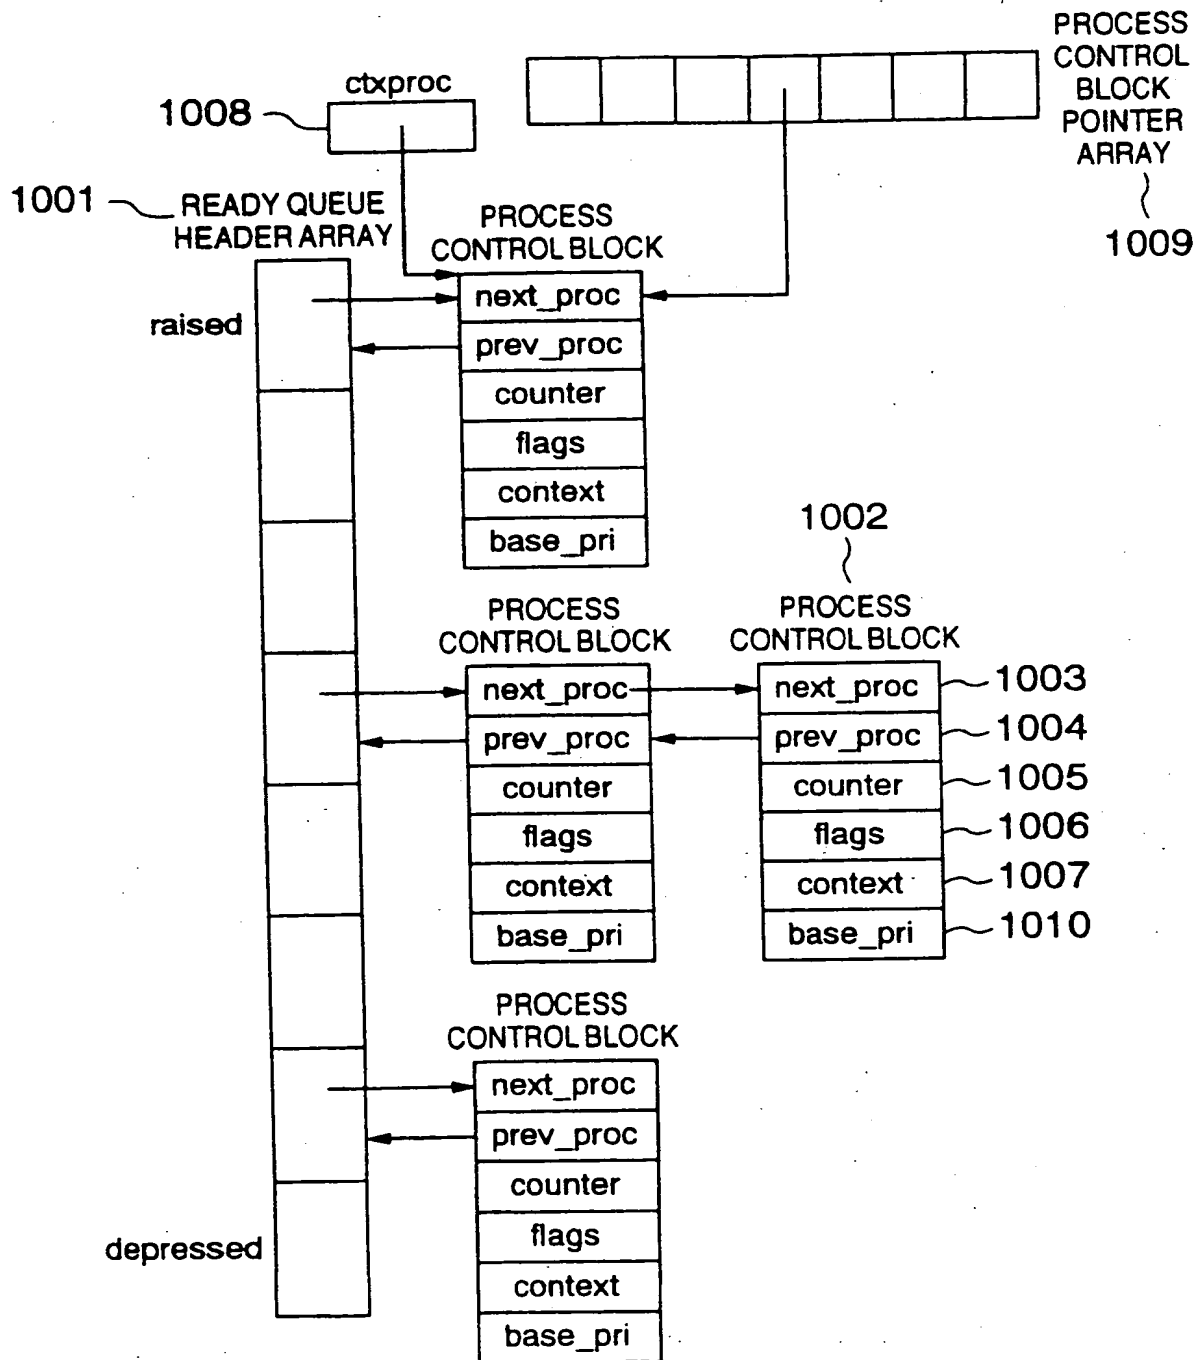 PROCESS
CONTROL
BLOCK
POINTER
ARRAY
1009
ctxproc
1008
1001
READY QUEUE
HEADER ARRAY
raised
depressed
PROCESS
CONTROL BLOCK
next_proc
prev_proc
counter
flags
context
base_pri
1002
PROCESS
CONTROL BLOCK
next_proc
prev_proc
counter
flags
context
base_pri
PROCESS
CONTROL BLOCK
next_proc
prev_proc
counter
flags
context
base_pri
1003
1004
1005
1006
1007
1010
PROCESS
CONTROL BLOCK
next_proc
prev_proc
counter
flags
context
base_pri